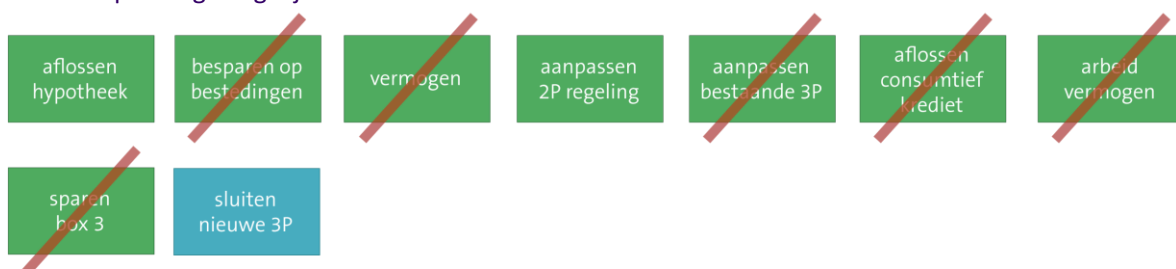 aflossen
hypotheek
besparen op
bestedingen
vermogen
aanpassen
2P regeling
aanpassen
bestaande 3P
aflossen
consumtief
krediet
arbeid
vermogen
sparen
box 3
sluiten
nieuwe 3P